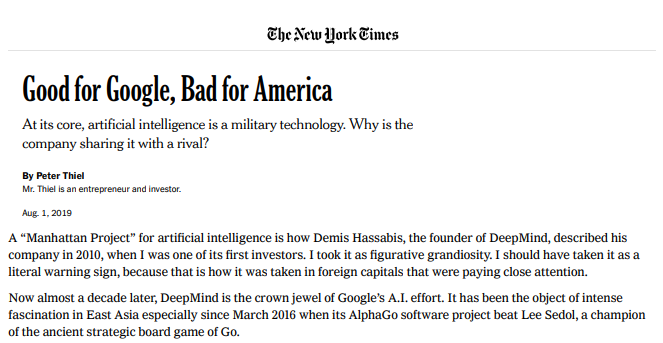 The New York Times
Good for Google, Bad for America
At its core, artificial intelligence is a military technology. Why is the
company sharing it with a rival?
By Peter Thiel
Mr. Thiel is an entrepreneur and investor.
Aug. 1, 2019
A “Manhattan Project” for artificial intelligence is how Demis Hassabis, the founder of DeepMind, described his
company in 2010, when I was one of its first investors. I took it as figurative grandiosity. I should have taken it as a
literal warning sign, because that is how it was taken in foreign capitals that were paying close attention.
Now almost a decade later, DeepMind is the crown jewel of Google’s A.I. effort. It has been the object of intense
fascination in East Asia especially since March 2016 when its AlphaGo software project beat Lee Sedol, a champion
of the ancient strategic board game of Go.